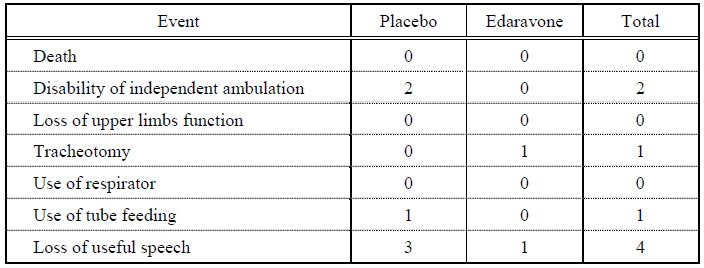 Event Placebo Edaravone Total
Death 0 0 0
Disability of independent ambulation 2 0 2
Loss of upper limbs function 0 0 0
Tracheotomy 0 1 1
Use of respirator 0 0 0
Use of tube feeding 1 0 1
Loss of useful speech 3 1 4